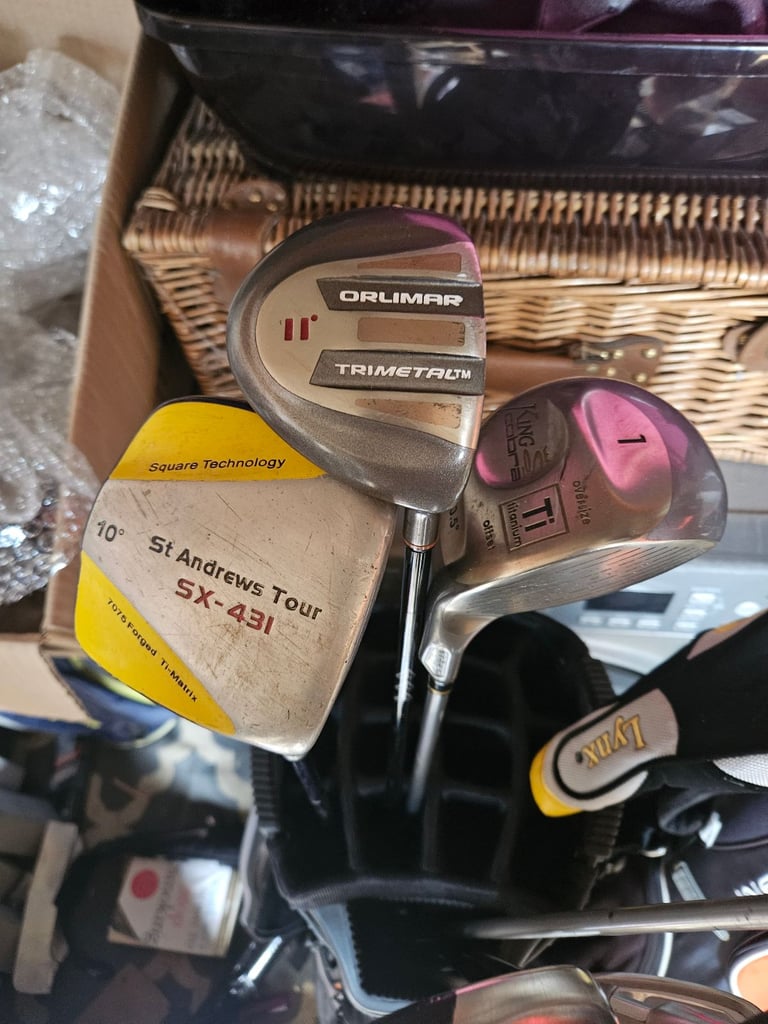 ORLIMAR
11°
TRIMETAL™
KING
cobra
1
Ti
titanium
oversize
offset
Square Technology
10°
St Andrews Tour
SX-431
7075 Forged Ti-Matrix
Lynx®